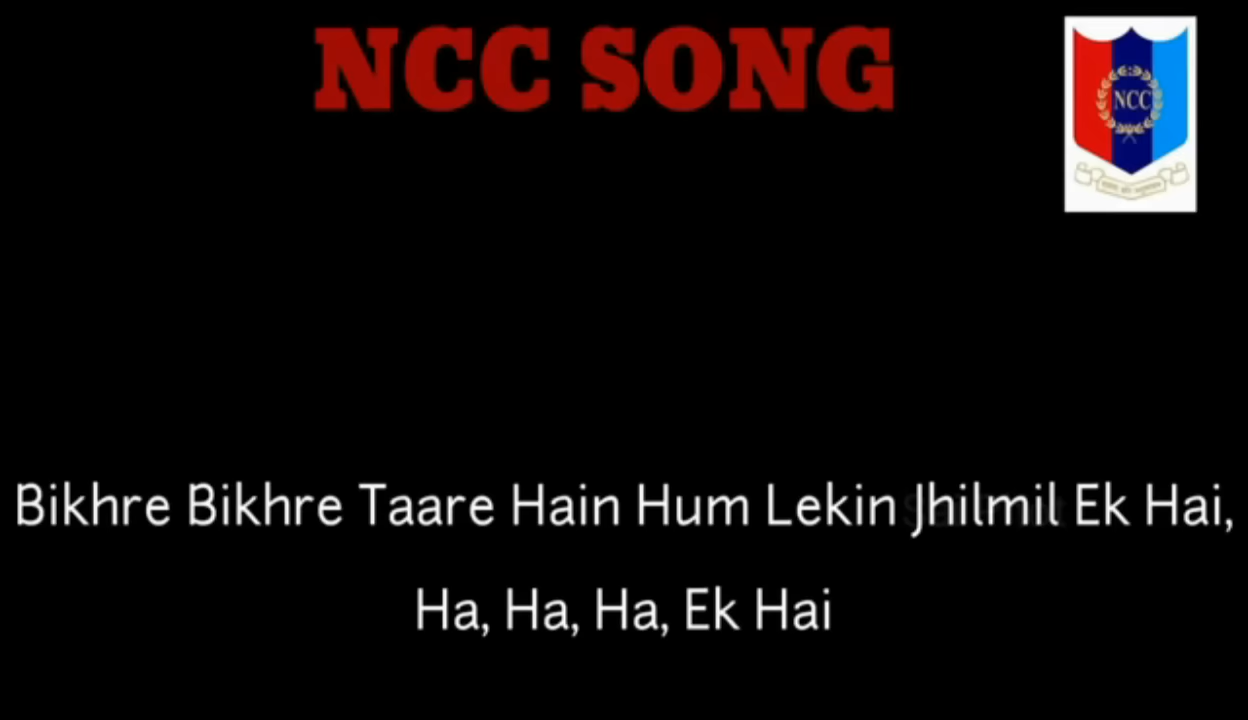 NCC SONG
NCC
Bikhre Bikhre Taare Hain Hum Lekin Jhilmil Ek Hai,
Ha, Ha, Ha, Ek Hai